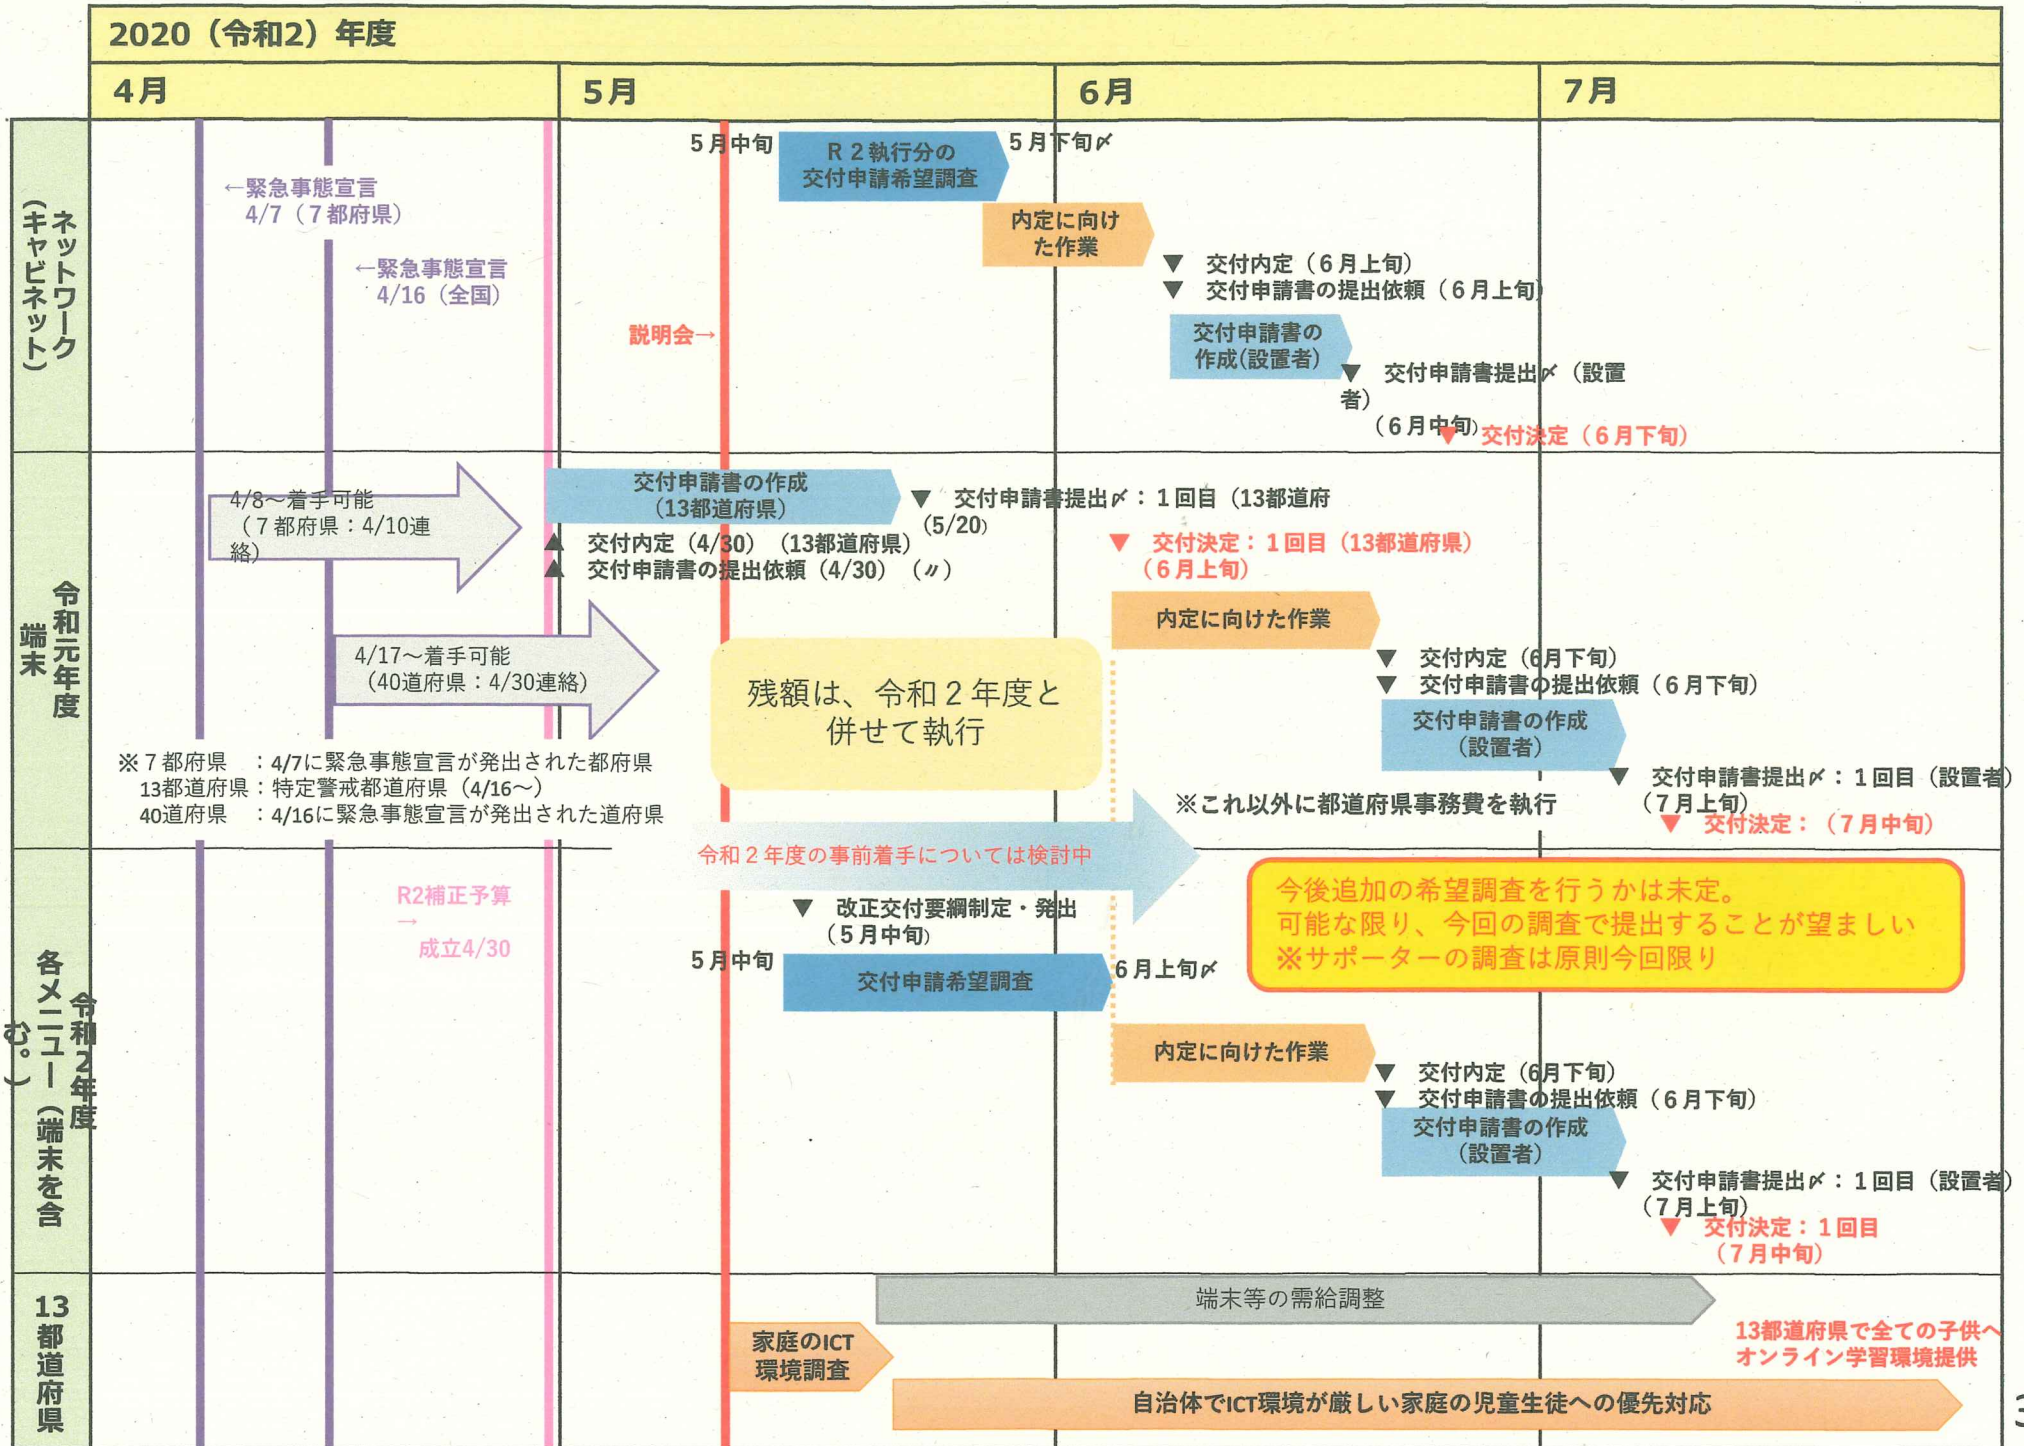 2020（令和2）年度
4月
5月
6月
7月
ネットワーク
(キャビネット)
←緊急事態宣言
4/7（７都府県）
←緊急事態宣言
4/16（全国）
説明会→
5月中旬
Ｒ２執行分の
交付申請希望調査
5月下旬〆
内定に向け
た作業
▼ 交付内定（６月上旬）
▼ 交付申請書の提出依頼（６月上旬）
交付申請書の
作成(設置者)
▼ 交付申請書提出〆（設置
者）
（６月中旬）
▼ 交付決定（６月下旬）
令和元年度
端末
4/8～着手可能
（７都府県：4/10連
絡）
交付申請書の作成
（13都道府県）
▼ 交付申請書提出〆：１回目（13都道府
（5/20）
▲ 交付内定（4/30）（13都道府県）
▲ 交付申請書の提出依頼（4/30）（〃）
▼ 交付決定：１回目（13都道府県）
（６月上旬）
内定に向けた作業
4/17～着手可能
（40道府県：4/30連絡）
残額は、令和２年度と
併せて執行
▼ 交付内定（6月下旬）
▼ 交付申請書の提出依頼（６月下旬）
交付申請書の作成
（設置者）
▼ 交付申請書提出〆：１回目（設置者）
（７月上旬）
▼ 交付決定：（７月中旬）
※７都府県　：4/7に緊急事態宣言が発出された都府県
13都道府県：特定警戒都道府県（4/16～）
40道府県　：4/16に緊急事態宣言が発出された道府県
※これ以外に都道府県事務費を執行
令和２年度の事前着手については検討中
令和２年度
各メニュー（端末を含
む。）
R2補正予算
→
成立4/30
▼ 改正交付要綱制定・発出
（５月中旬）
今後追加の希望調査を行うかは未定。
可能な限り、今回の調査で提出することが望ましい
※サポーターの調査は原則今回限り
5月中旬
交付申請希望調査
6月上旬〆
内定に向けた作業
▼ 交付内定（6月下旬）
▼ 交付申請書の提出依頼（６月下旬）
交付申請書の作成
（設置者）
▼ 交付申請書提出〆：１回目（設置者）
（７月上旬）
▼ 交付決定：１回目
（７月中旬）
13都道府県
端末等の需給調整
家庭のICT
環境調査
13都道府県で全ての子供へ
オンライン学習環境提供
自治体でICT環境が厳しい家庭の児童生徒への優先対応